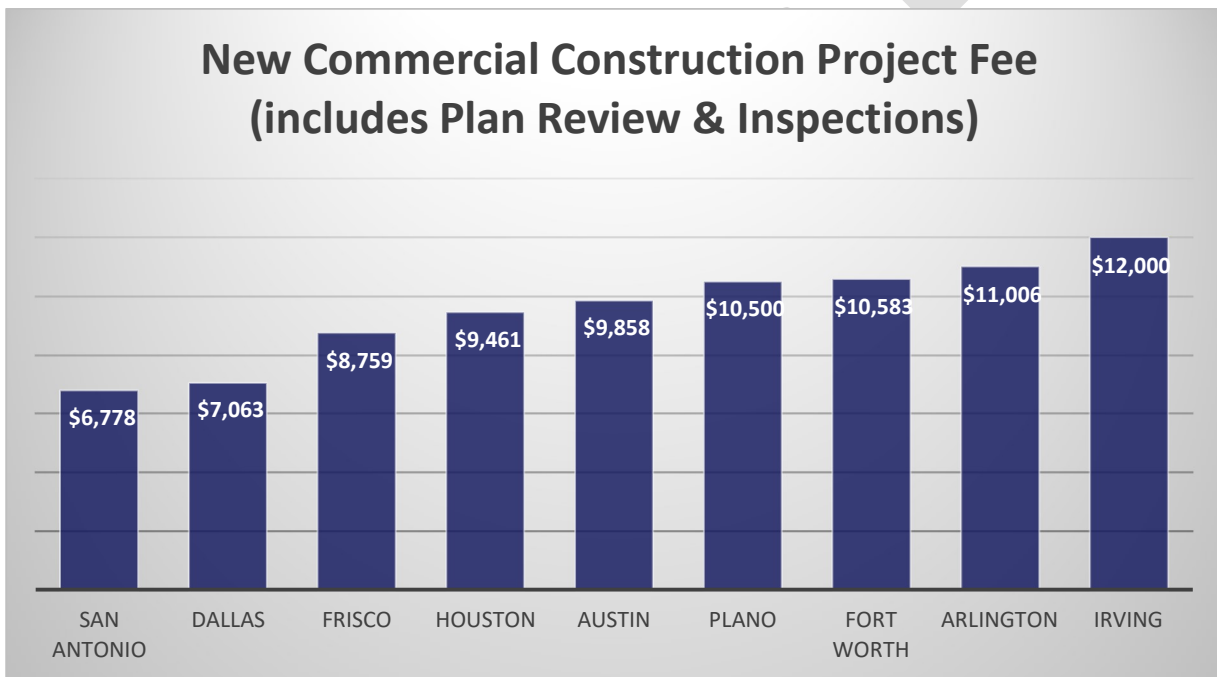 New Commercial Construction Project Fee
(includes Plan Review & Inspections)
$6,778
$7,063
$8,759
$9,461
$9,858
$10,500
$10,583
$11,006
$12,000
SAN
ANTONIO
DALLAS
FRISCO
HOUSTON
AUSTIN
PLANO
FORT
WORTH
ARLINGTON
IRVING